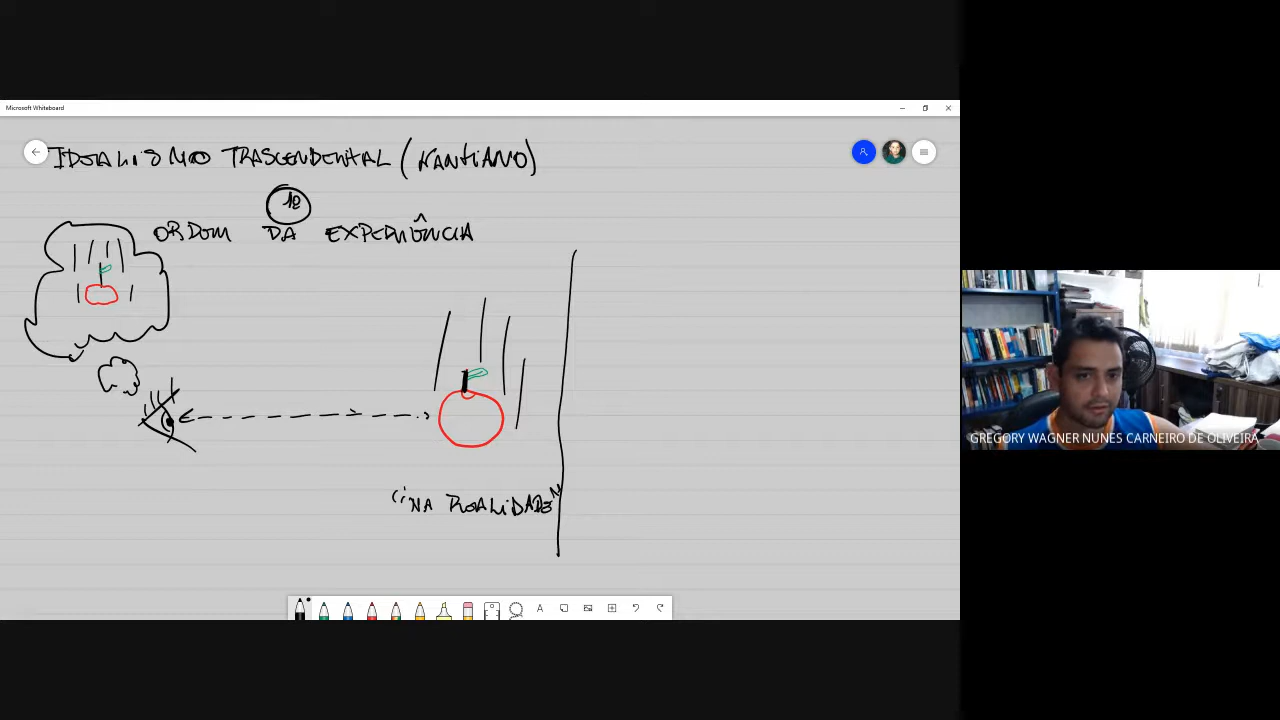 Microsoft Whiteboard
IDEALISMO TRASCENDENTAL (KANTIANO)
1º
ORDEM DA EXPERIÊNCIA
"NA REALIDADE"
A
GREGORY WAGNER NUNES CARNEIRO DE OLIVEIRA